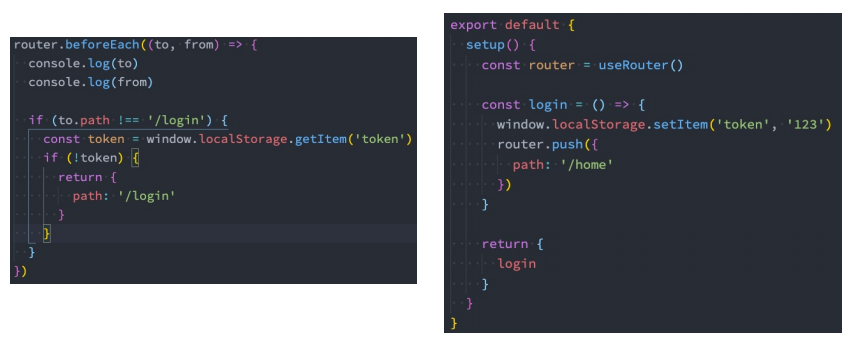 router.beforeEach((to, from) => {
  console.log(to)
  console.log(from)

  if (to.path !== '/login') {
    const token = window.localStorage.getItem('token')
    if (!token) {
      return {
        path: '/login'
      }
    }
  }
})

export default {
  setup() {
    const router = useRouter()

    const login = () => {
      window.localStorage.setItem('token', '123')
      router.push({
        path: '/home'
      })
    }

    return {
      login
    }
  }
}